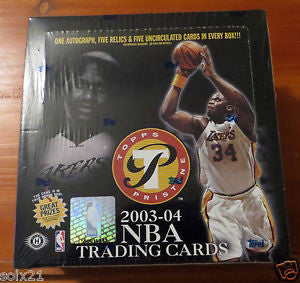 ONE AUTOGRAPH, FIVE RELICS & FIVE UNCIRCULATED CARDS IN EVERY BOX!!!
LAKERS
34
TOPPS
P
PRISTINE
GREAT
PRIZES
NBA
2003-04
NBA
TRADING CARDS
topps
© solx21